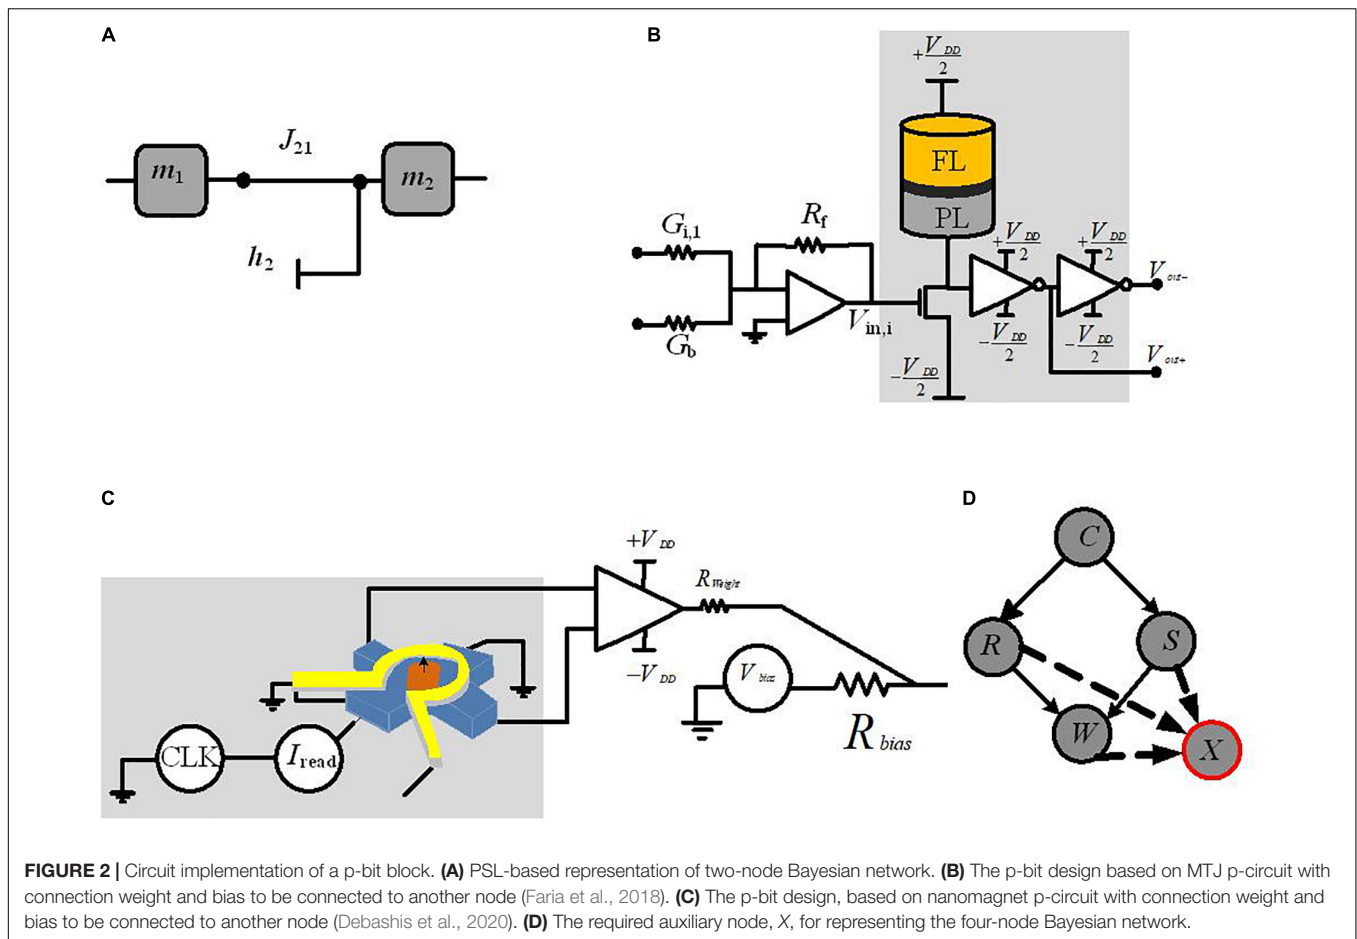 A
J21
m1
m2
h2
B
+VDD/2
FL
PL
Gi,1
Rf
Gb
Vin,i
+VDD/2
+VDD/2
-VDD/2
-VDD/2
-VDD/2
C
+VDD
-VDD
RWeight
Vbias
Rbias
CLK
Iread
D
C
R
S
W
X
FIGURE 2 | Circuit implementation of a p-bit block. (A) PSL-based representation of two-node Bayesian network. (B) The p-bit design based on MTJ p-circuit with
connection weight and bias to be connected to another node (Faria et al., 2018). (C) The p-bit design, based on nanomagnet p-circuit with connection weight and
bias to be connected to another node (Debashis et al., 2020). (D) The required auxiliary node, X, for representing the four-node Bayesian network.